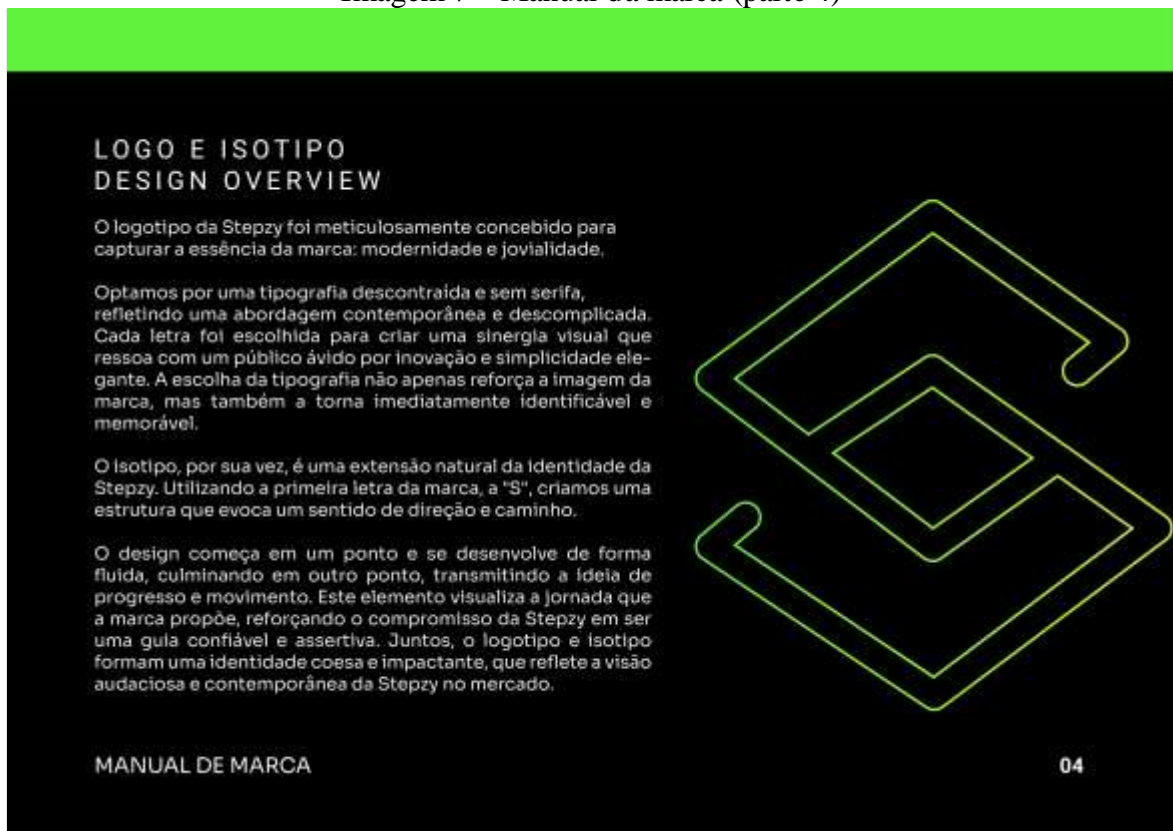 LOGO E ISOTIPO
DESIGN OVERVIEW
O logotipo da Stepzy foi meticulosamente concebido para
capturar a essência da marca: modernidade e jovialidade.
Optamos por uma tipografia descontraída e sem serifa,
refletindo uma abordagem contemporânea e descomplicada.
Cada letra foi escolhida para criar uma sinergia visual que
ressoa com um público ávido por inovação e simplicidade ele-
gante. A escolha da tipografia não apenas reforça a imagem da
marca, mas também a torna imediatamente identificável e
memorável.
O isotipo, por sua vez, é uma extensão natural da identidade da
Stepzy. Utilizando a primeira letra da marca, a "S", criamos uma
estrutura que evoca um sentido de direção e caminho.
O design começa em um ponto e se desenvolve de forma
fluida, culminando em outro ponto, transmitindo a ideia de
progresso e movimento. Este elemento visualiza a jornada que
a marca propõe, reforçando o compromisso da Stepzy em ser
uma guia confiável e assertiva. Juntos, o logotipo e isotipo
formam uma identidade coesa e impactante, que reflete a visão
audaciosa e contemporânea da Stepzy no mercado.
MANUAL DE MARCA
04